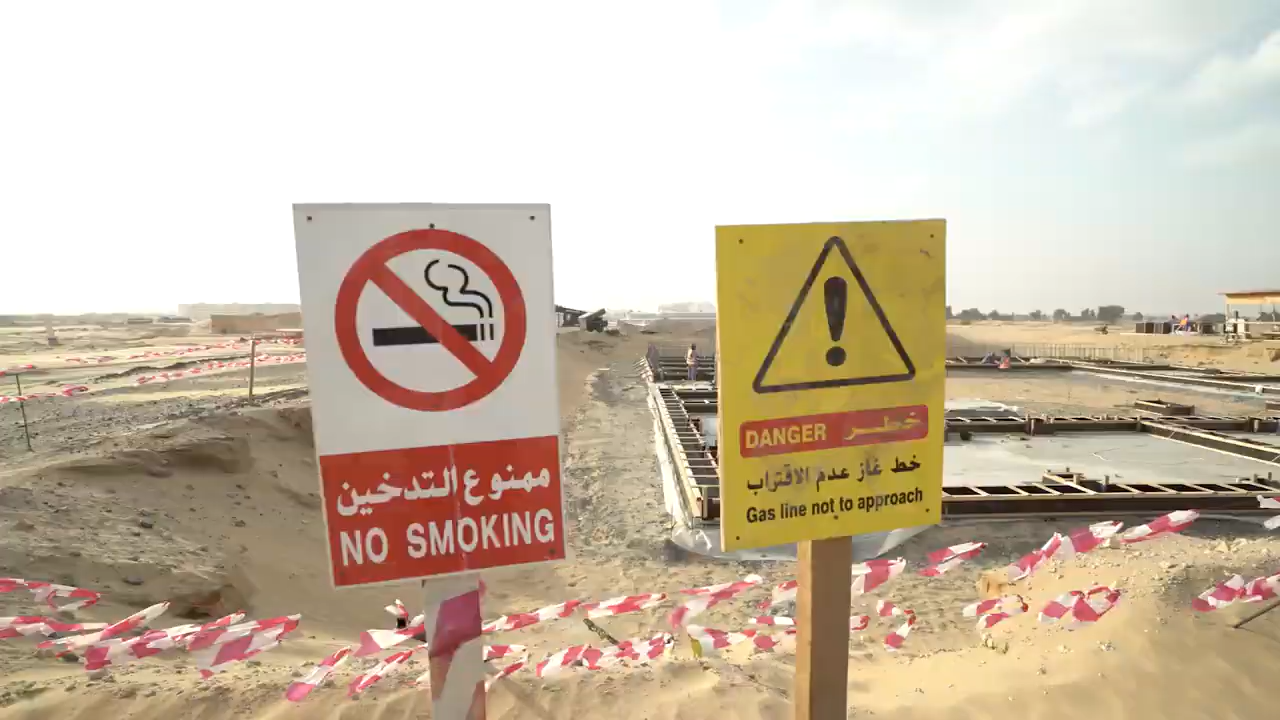 ممنوع التدخين
NO SMOKING
DANGER خطر
خط غاز عدم الاقتراب
Gas line not to approach